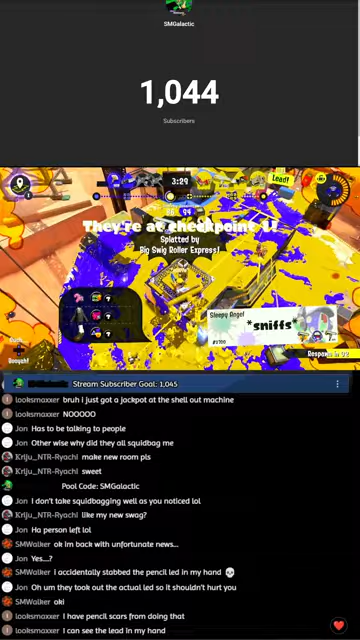 SMGalactic
1,044
Subscribers
3:29
Lead!
86 94
They're at checkpoint 1!
Splatted by
Big Swig Roller Express!
Sleepy Angel
*sniffs*
Booyah!
Respawn in
Stream Subscriber Goal: 1,045
looksmaxxer bruh i just got a jackpot at the shell out machine
looksmaxxer NOOOOO
Jon Has to be talking to people
Jon Other wise why did they all squidbag me
Kriju_NTR-Ryachi make new room pls
Kriju_NTR-Ryachi sweet
Pool Code: SMGalactic
Jon I don't take squidbagging well as you noticed lol
Kriju_NTR-Ryachi like my new swag?
Jon Ha person left lol
SMWalker ok im back with unfortunate news...
Jon Yes....?
SMWalker I accidentally stabbed the pencil led in my hand 💀
Jon Oh um they took out the actual led so it shouldn't hurt you
SMWalker oki
looksmaxxer I have pencil scars from doing that
looksmaxxer I can see the lead in my hand